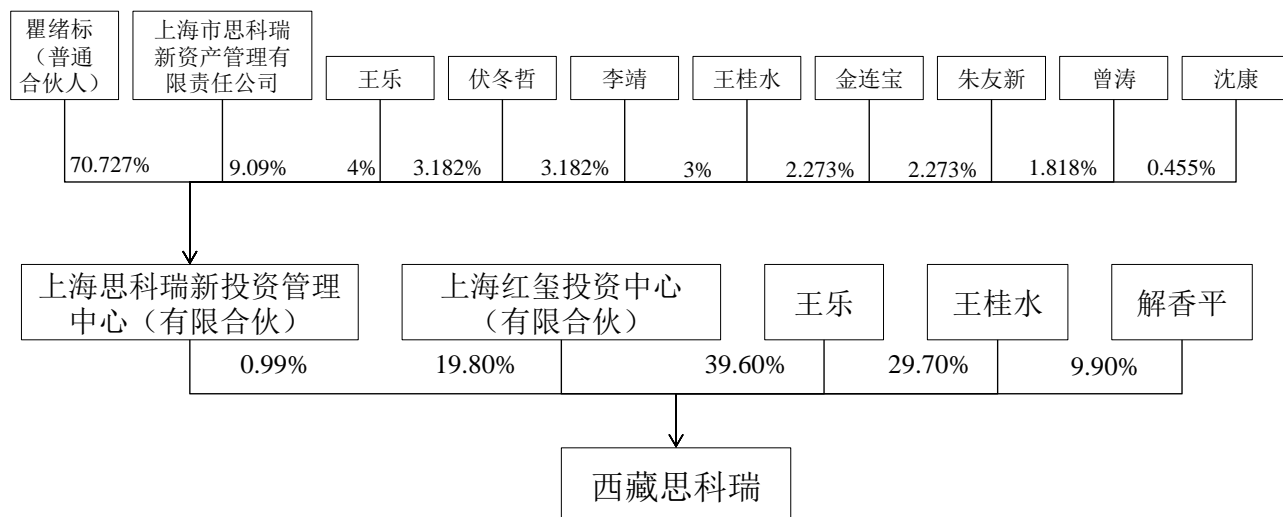 瞿绪标
（普通
合伙人）
上海市思科瑞
新资产管理有
限责任公司
王乐
伏冬哲
李靖
王桂水
金连宝
朱友新
曾涛
沈康
70.727%
9.09%
4%
3.182%
3.182%
3%
2.273%
2.273%
1.818%
0.455%
上海思科瑞新投资管理
中心（有限合伙）
上海红玺投资中心
（有限合伙）
王乐
王桂水
解香平
0.99%
19.80%
39.60%
29.70%
9.90%
西藏思科瑞